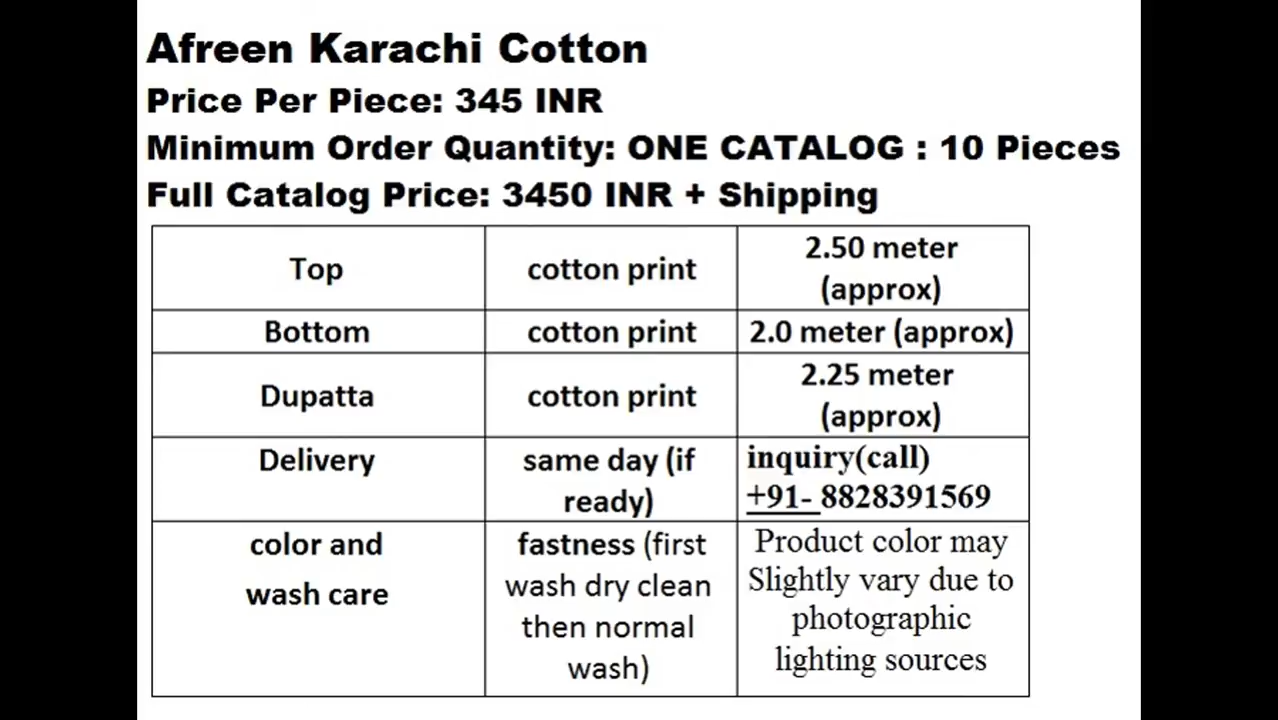 Afreen Karachi Cotton
Price Per Piece: 345 INR
Minimum Order Quantity: ONE CATALOG : 10 Pieces
Full Catalog Price: 3450 INR + Shipping
Top
cotton print
2.50 meter
(approx)
Bottom
cotton print
2.0 meter (approx)
Dupatta
cotton print
2.25 meter
(approx)
Delivery
same day (if
ready)
inquiry(call)
+91- 8828391569
color and
wash care
fastness (first
wash dry clean
then normal
wash)
Product color may
Slightly vary due to
photographic
lighting sources